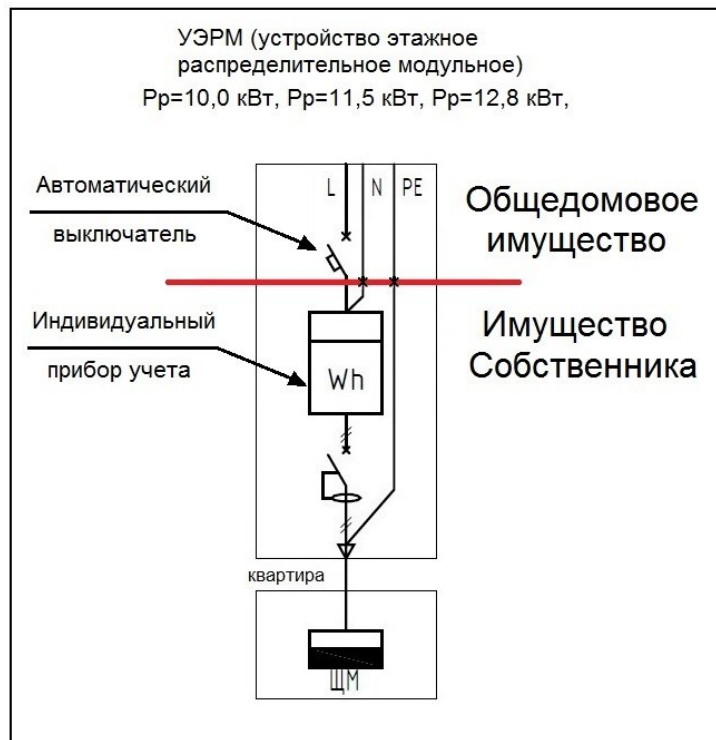 УЭРМ (устройство этажное
распределительное модульное)
Рр=10,0 кВт, Рр=11,5 кВт, Рр=12,8 кВт,
L N PE
Автоматический
выключатель
Общедомовое
имущество
Индивидуальный
прибор учета
Wh
Имущество
Собственника
квартира
ЩМ